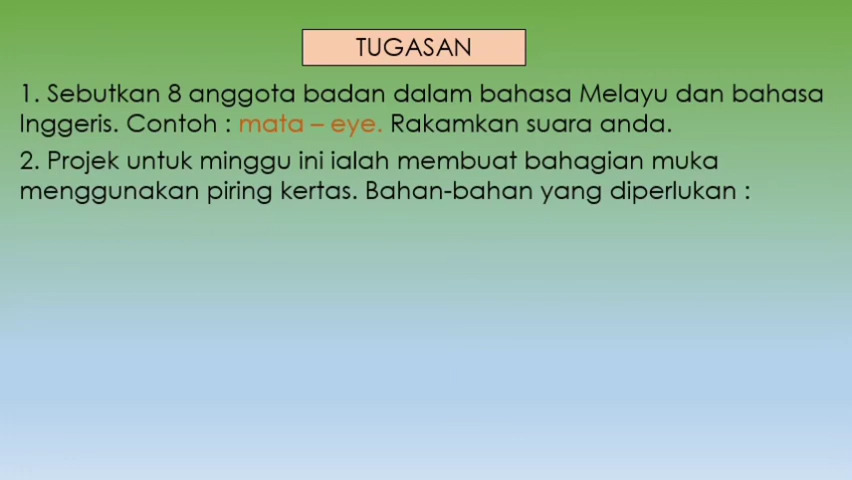 TUGASAN
1. Sebutkan 8 anggota badan dalam bahasa Melayu dan bahasa
Inggeris. Contoh : mata – eye. Rakamkan suara anda.
2. Projek untuk minggu ini ialah membuat bahagian muka
menggunakan piring kertas. Bahan-bahan yang diperlukan :